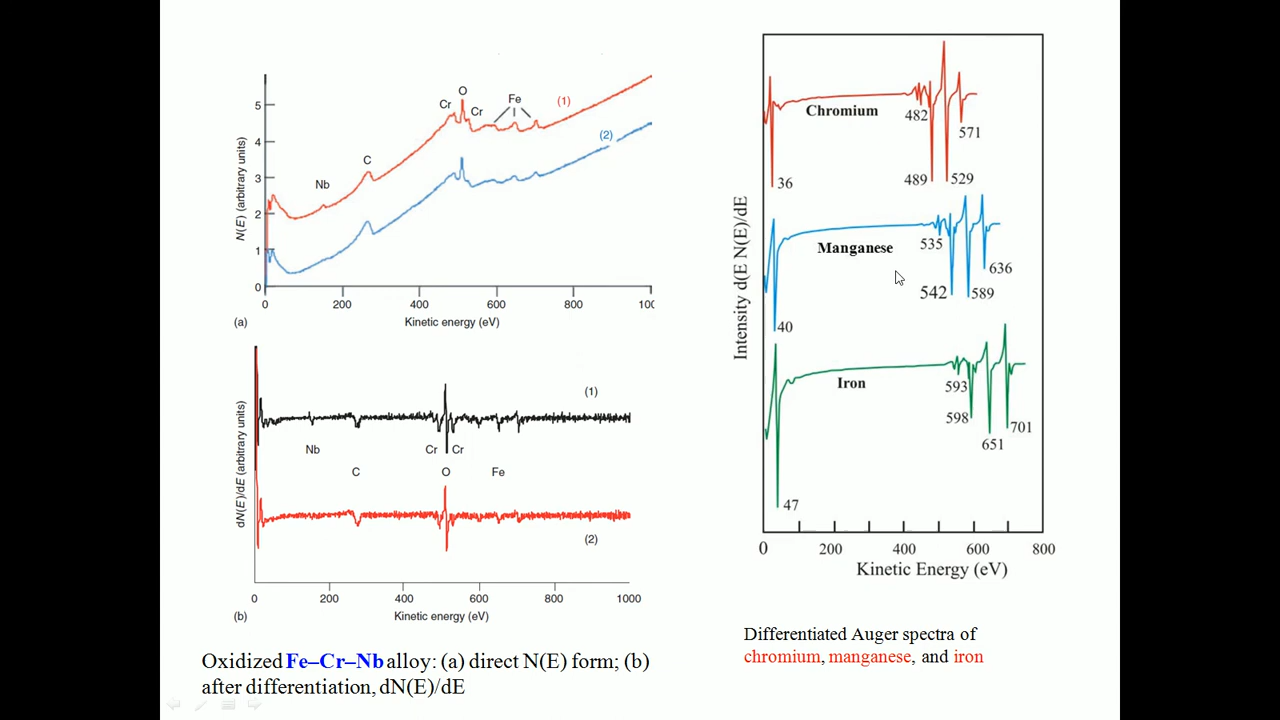 5
4
3
2
1
0
N(E) (arbitrary units)
Nb
C
Cr
O
Cr
Fe
(1)
(2)
0
200
400
600
800
10
(a)
Kinetic energy (eV)
dN(E)/dE (arbitrary units)
(1)
Nb
Cr
Cr
C
O
Fe
(2)
0
200
400
600
800
1000
(b)
Kinetic energy (eV)
Oxidized Fe–Cr–Nb alloy: (a) direct N(E) form; (b)
after differentiation, dN(E)/dE
Intensity d(E N(E)/dE
Chromium
36
482
489
529
571
Manganese
40
535
542
589
636
Iron
47
593
598
651
701
0
200
400
600
800
Kinetic Energy (eV)
Differentiated Auger spectra of
chromium, manganese, and iron